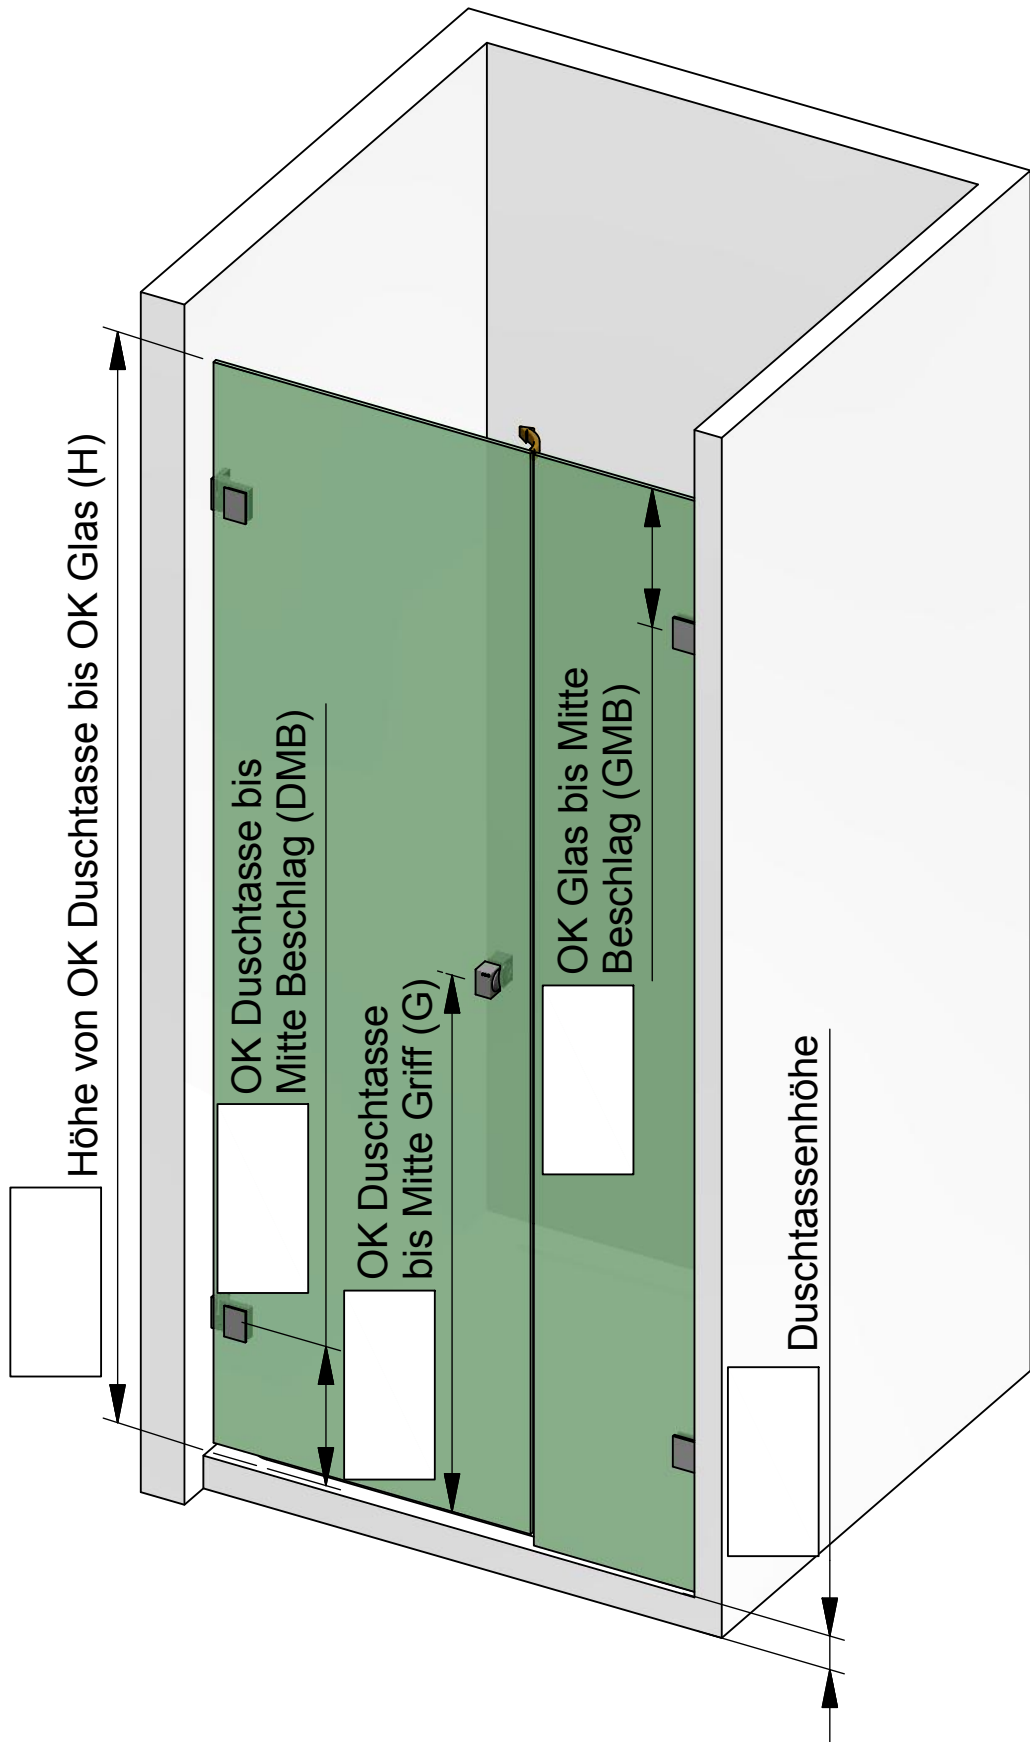 Höhe von OK Duschtasse bis OK Glas (H)
OK Duschtasse bis
Mitte Beschlag (DMB)
OK Duschtasse
bis Mitte Griff (G)
OK Glas bis Mitte
Beschlag (GMB)
Duschtassenhöhe